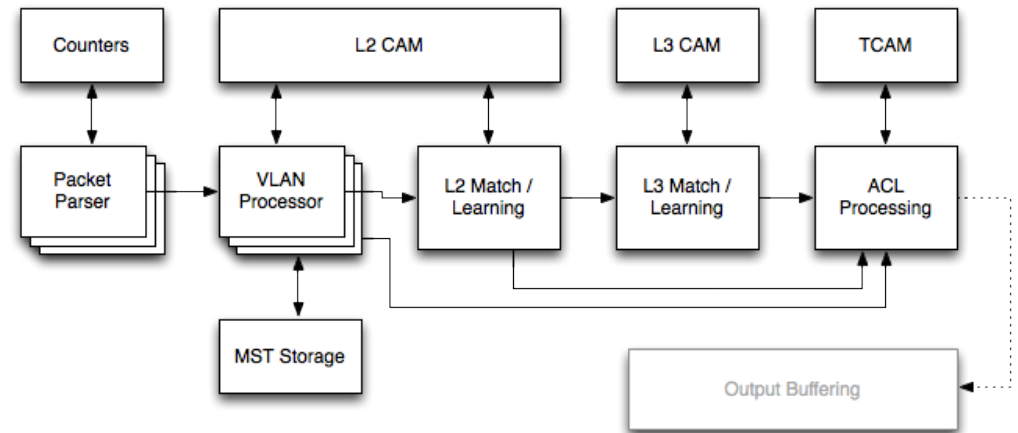 Counters
L2 CAM
L3 CAM
TCAM
Packet
Parser
VLAN
Processor
L2 Match /
Learning
L3 Match /
Learning
ACL
Processing
MST Storage
Output Buffering